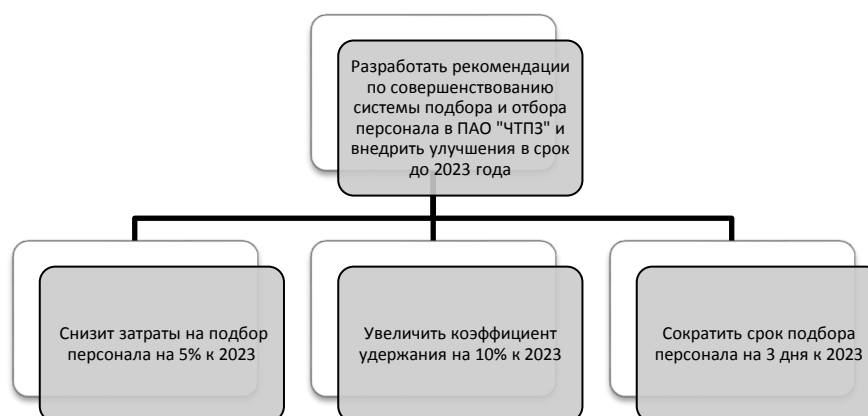 Разработать рекомендации
по совершенствованию
системы подбора и отбора
персонала в ПАО "ЧТПЗ" и
внедрить улучшения в срок
до 2023 года
Снизит затраты на подбор
персонала на 5% к 2023
Увеличить коэффициент
удержания на 10% к 2023
Сократить срок подбора
персонала на 3 дня к 2023